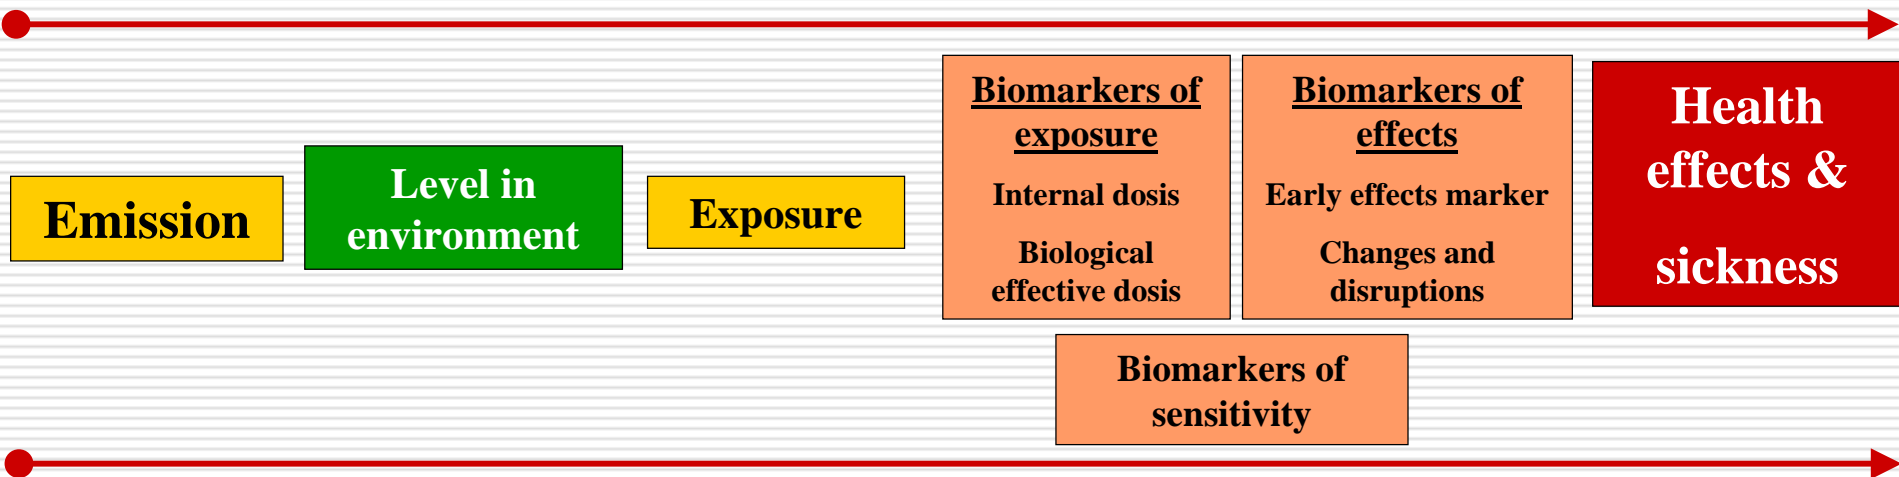 Emission
Level in
environment
Exposure
Biomarkers of
exposure
Internal dosis
Biological
effective dosis
Biomarkers of
effects
Early effects marker
Changes and
disruptions
Biomarkers of
sensitivity
Health
effects &
sickness